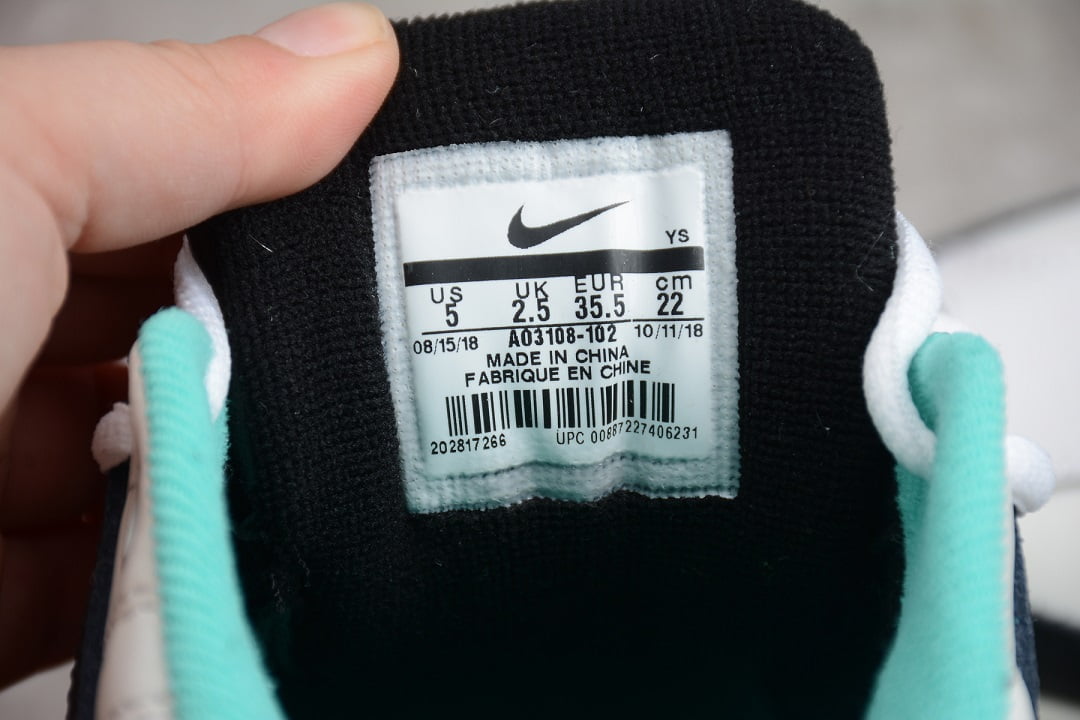 YS
US UK EUR cm
5 2.5 35.5 22
08/15/18 AO3108-102 10/11/18
MADE IN CHINA
FABRIQUE EN CHINE
202817266 UPC 00887227406231